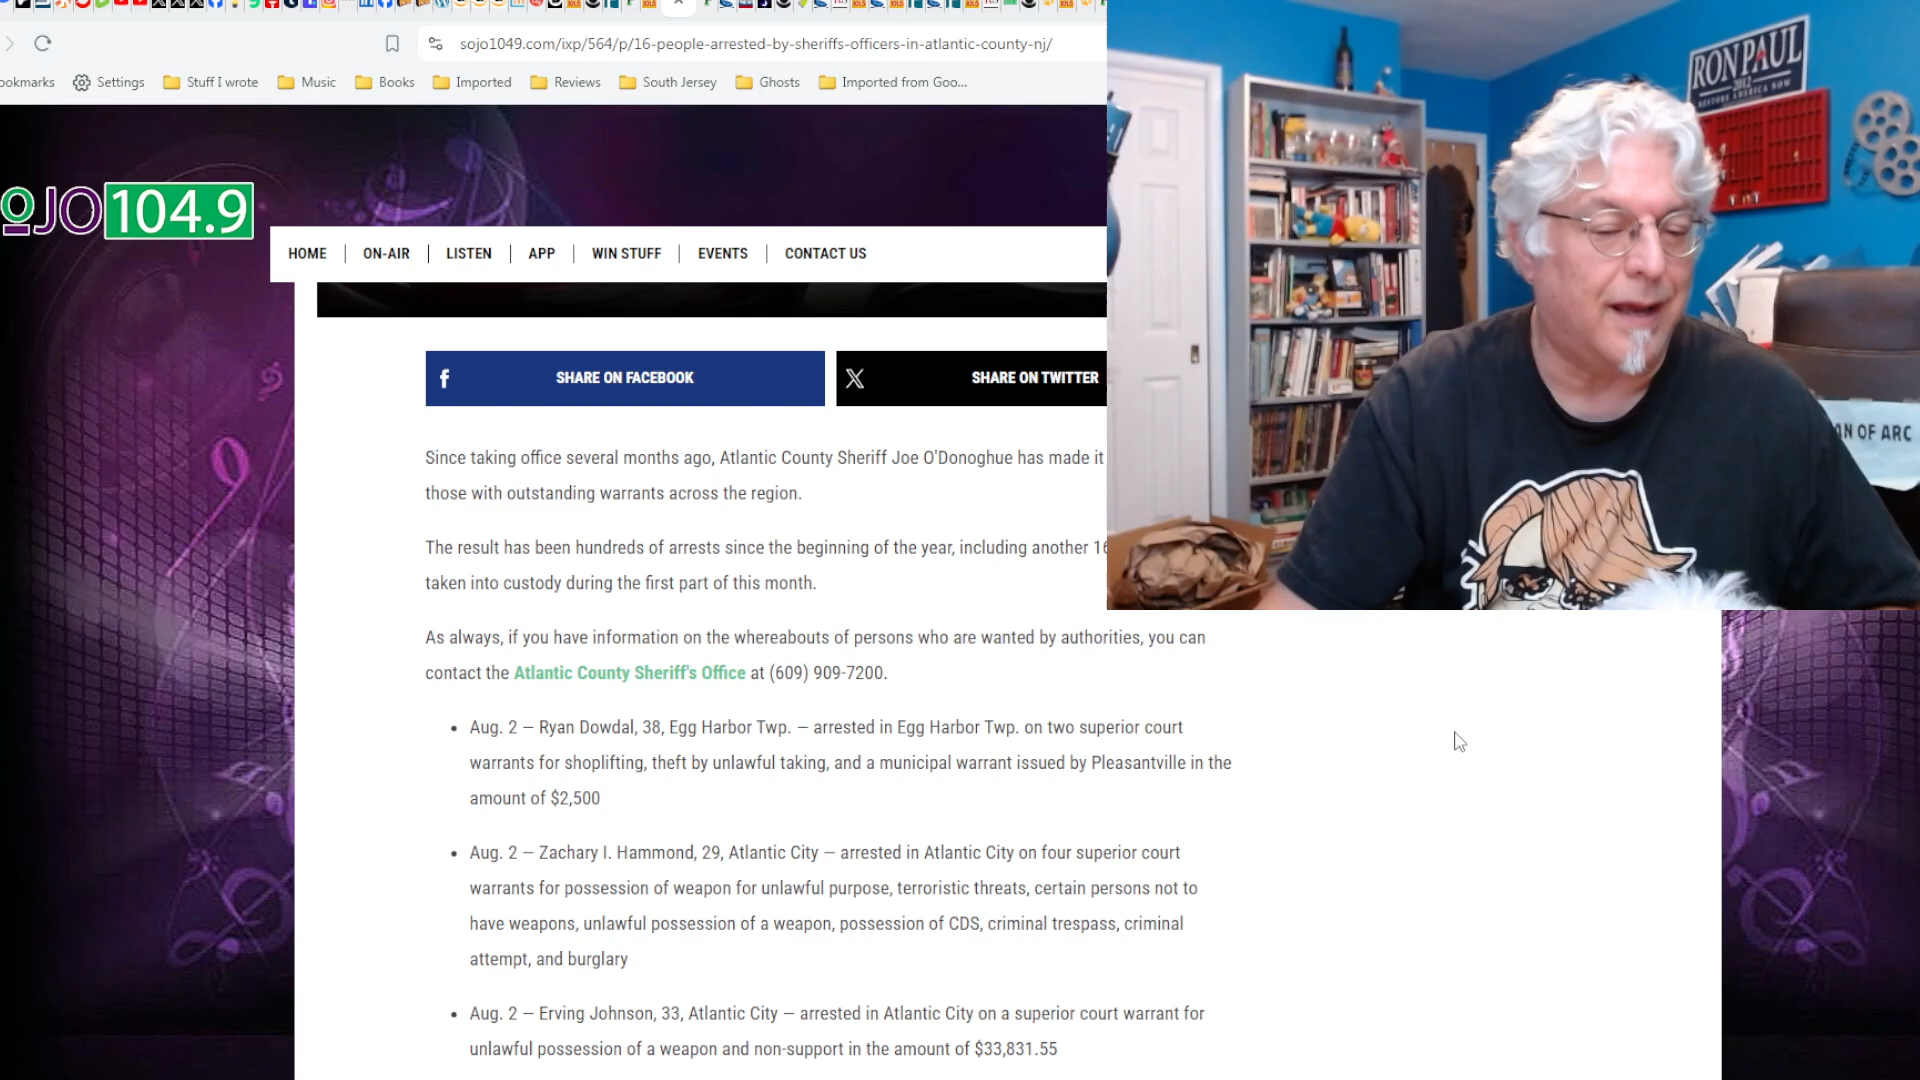 sojo1049.com/ixp/564/p/16-people-arrested-by-sheriffs-officers-in-atlantic-county-nj/
ookmarks Settings Stuff I wrote Music Books Imported Reviews South Jersey Ghosts Imported from Goo...
RON PAUL
2012
RESTORE AMERICA NOW
OJO 104.9
HOME ON-AIR LISTEN APP WIN STUFF EVENTS CONTACT US
SHARE ON FACEBOOK SHARE ON TWITTER
AN OF ARC
Since taking office several months ago, Atlantic County Sheriff Joe O'Donoghue has made it
those with outstanding warrants across the region.
The result has been hundreds of arrests since the beginning of the year, including another 16
taken into custody during the first part of this month.
As always, if you have information on the whereabouts of persons who are wanted by authorities, you can
contact the Atlantic County Sheriff's Office at (609) 909-7200.
• Aug. 2 – Ryan Dowdal, 38, Egg Harbor Twp. – arrested in Egg Harbor Twp. on two superior court
warrants for shoplifting, theft by unlawful taking, and a municipal warrant issued by Pleasantville in the
amount of $2,500
• Aug. 2 – Zachary I. Hammond, 29, Atlantic City – arrested in Atlantic City on four superior court
warrants for possession of weapon for unlawful purpose, terroristic threats, certain persons not to
have weapons, unlawful possession of a weapon, possession of CDS, criminal trespass, criminal
attempt, and burglary
• Aug. 2 – Erving Johnson, 33, Atlantic City – arrested in Atlantic City on a superior court warrant for
unlawful possession of a weapon and non-support in the amount of $33,831.55